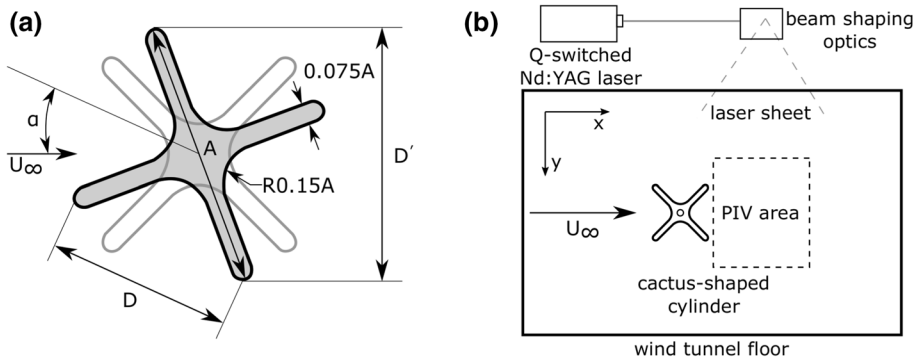 (a)
0.075A
α
A
D′
U∞
R0.15A
D
(b)
beam shaping
optics
Q-switched
Nd:YAG laser
laser sheet
x
y
PIV area
U∞
cactus-shaped
cylinder
wind tunnel floor